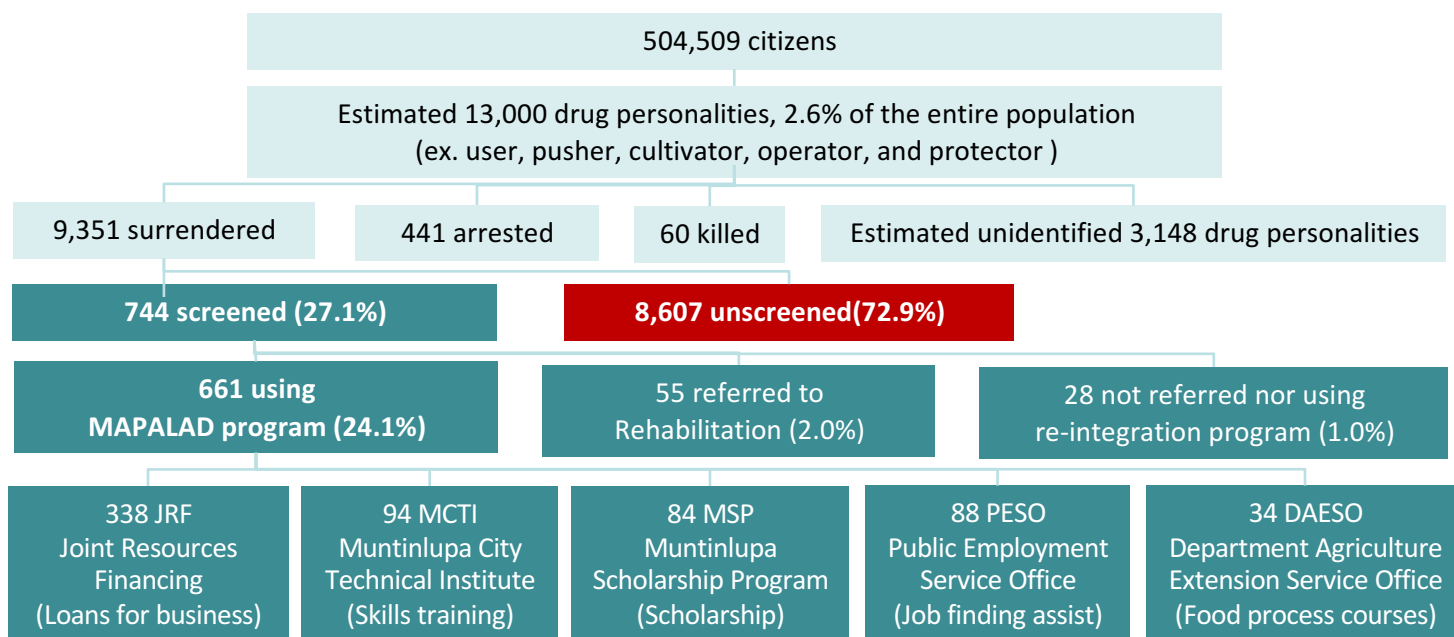 504,509 citizens
Estimated 13,000 drug personalities, 2.6% of the entire population
(ex. user, pusher, cultivator, operator, and protector )
9,351 surrendered
441 arrested
60 killed
Estimated unidentified 3,148 drug personalities
744 screened (27.1%)
8,607 unscreened(72.9%)
661 using
MAPALAD program (24.1%)
55 referred to
Rehabilitation (2.0%)
28 not referred nor using
re-integration program (1.0%)
338 JRF
Joint Resources
Financing
(Loans for business)
94 MCTI
Muntinlupa City
Technical Institute
(Skills training)
84 MSP
Muntinlupa
Scholarship Program
(Scholarship)
88 PESO
Public Employment
Service Office
(Job finding assist)
34 DAESO
Department Agriculture
Extension Service Office
(Food process courses)